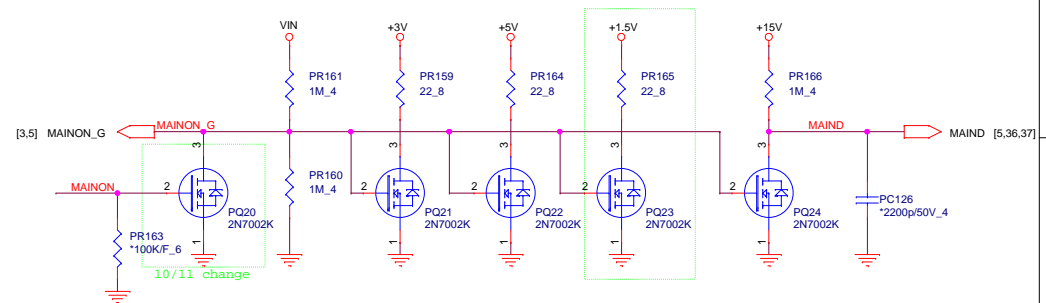 VIN
+3V
+5V
+1.5V
+15V
PR161
1M_4
PR159
22_8
PR164
22_8
PR165
22_8
PR166
1M_4
[3,5] MAINON_G
MAINON_G
MAIND
MAIND [5,36,37]
3
3
3
3
3
MAINON
2
2
2
2
2
PR160
1M_4
PQ20
2N7002K
PQ21
2N7002K
PQ22
2N7002K
PQ23
2N7002K
PQ24
2N7002K
PC126
*2200p/50V_4
1
1
1
1
1
PR163
*100K/F_6
10/11 change